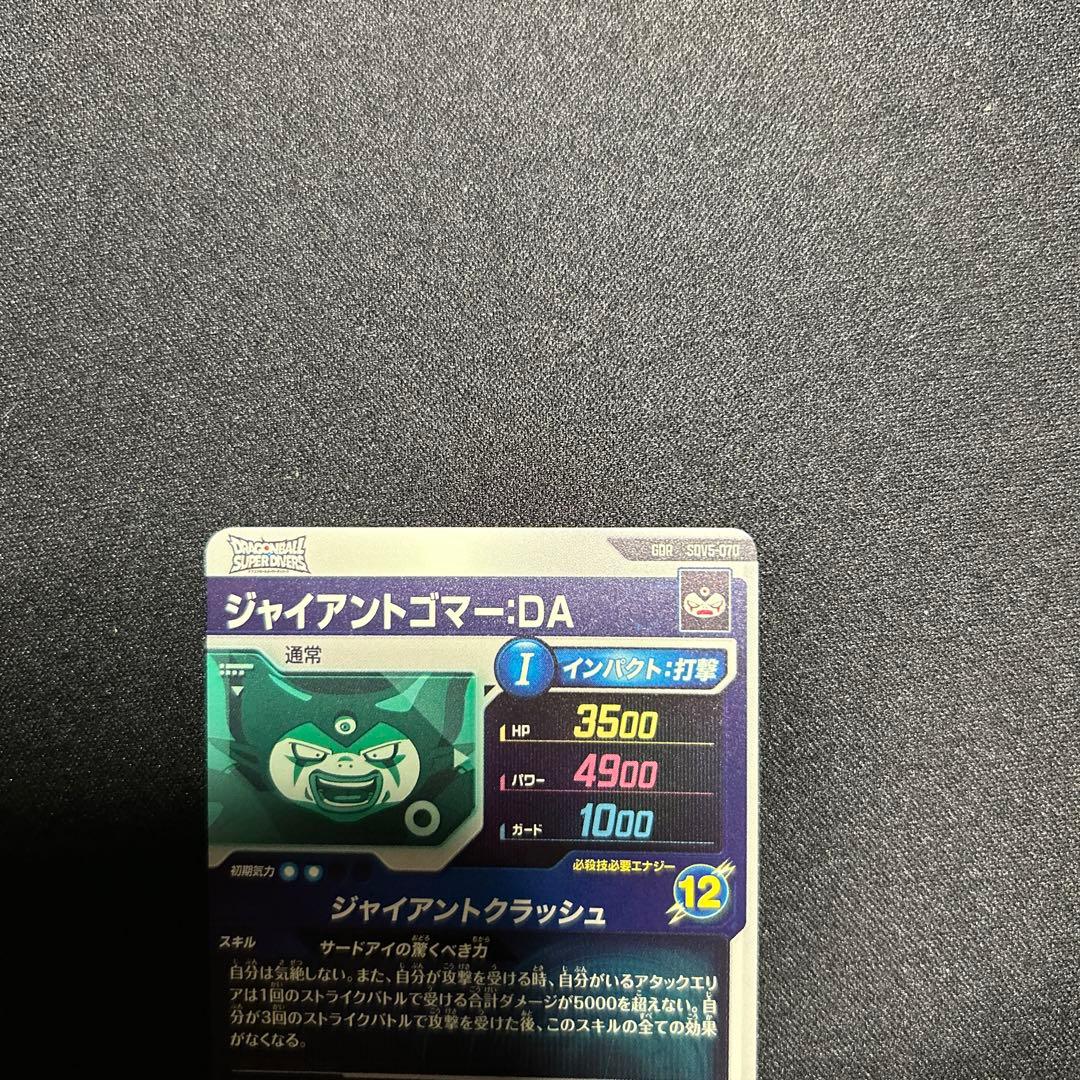 DRAGONBALL
SUPER DIVERS
GDR SDV5-070
ジャイアントゴマー:DA
通常
I インパクト:打撃
HP 3500
パワー 4900
ガード 1000
初期気力
必殺技必要エナジー
12
ジャイアントクラッシュ
スキル サードアイの驚くべき力
自分は気絶しない。また、自分が攻撃を受ける時、自分がいるアタックエリ
アは1回のストライクバトルで受ける合計ダメージが5000を超えない。自
分が3回のストライクバトルで攻撃を受けた後、このスキルの全ての効果
がなくなる。